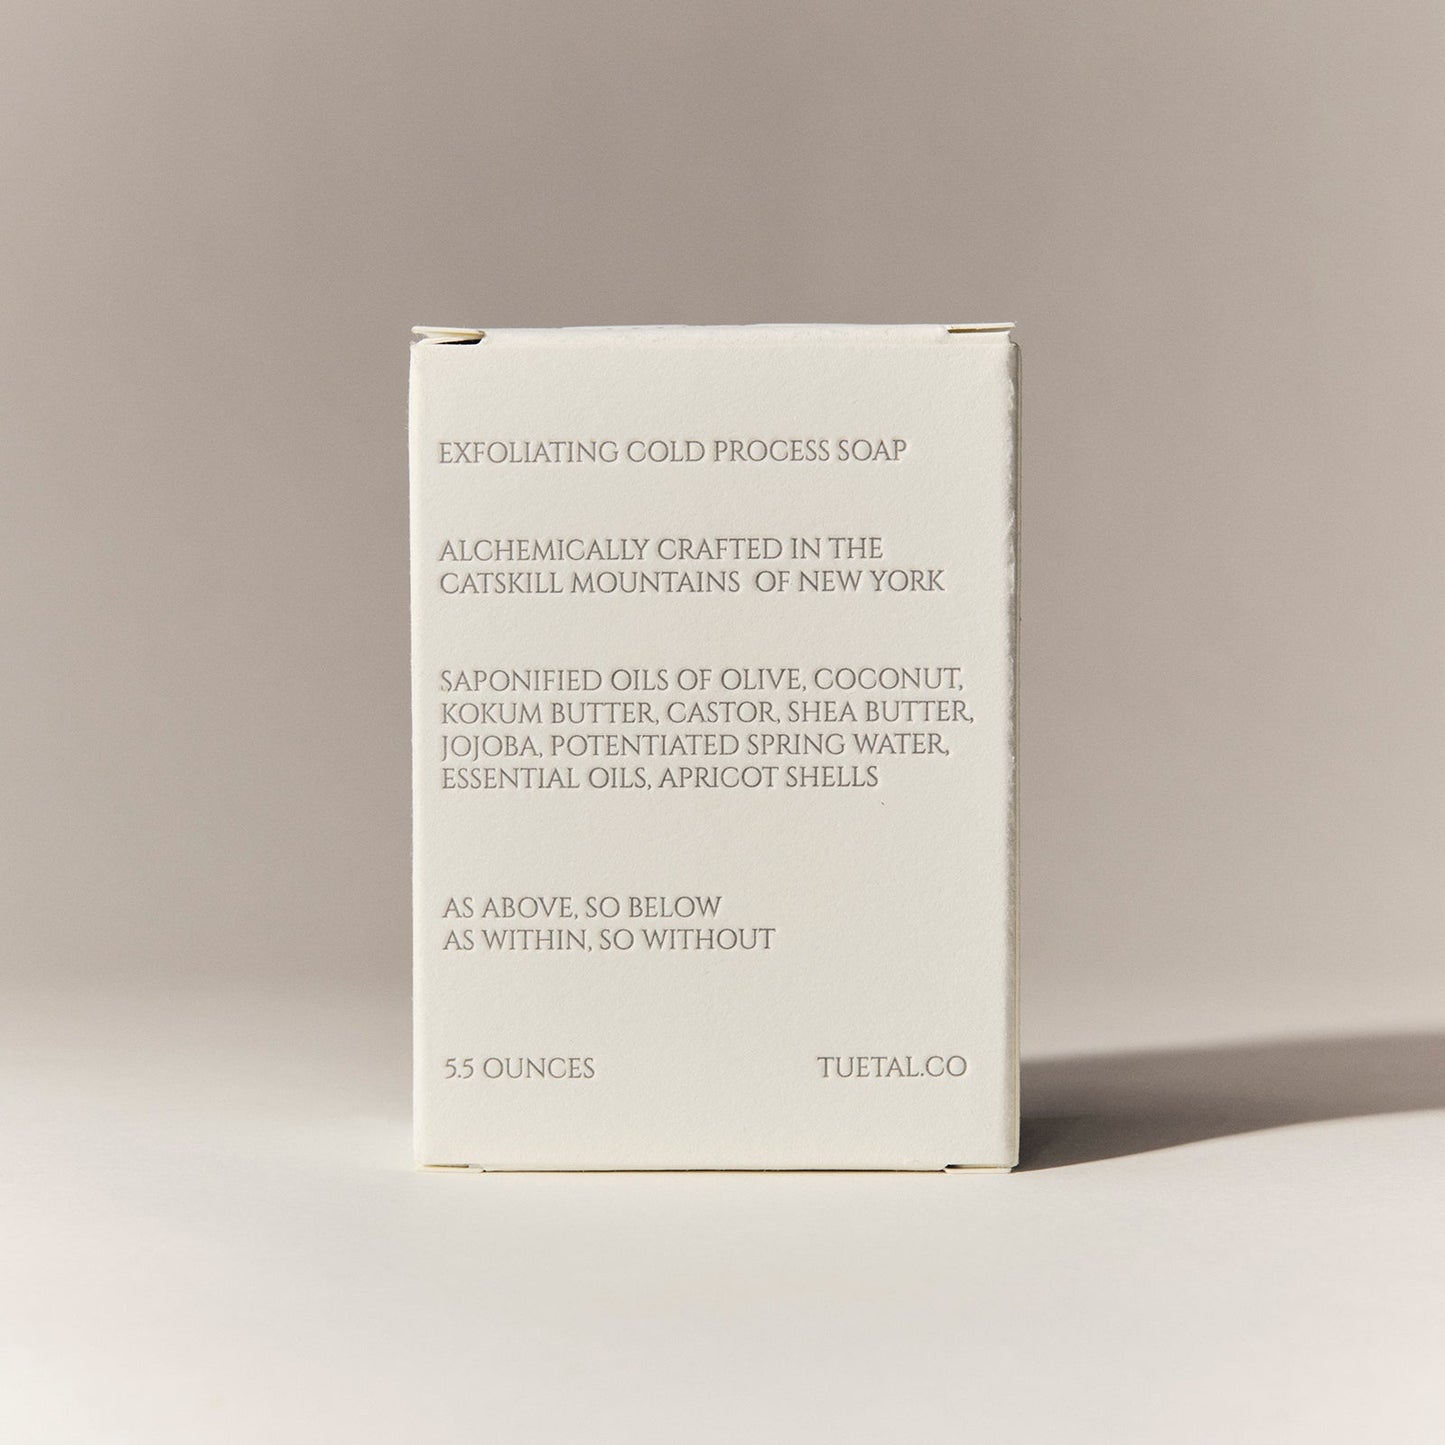 EXFOLIATING COLD PROCESS SOAP
ALCHEMICALLY CRAFTED IN THE
CATSKILL MOUNTAINS OF NEW YORK
SAPONIFIED OILS OF OLIVE, COCONUT,
KOKUM BUTTER, CASTOR, SHEA BUTTER,
JOJOBA, POTENTIATED SPRING WATER,
ESSENTIAL OILS, APRICOT SHELLS
AS ABOVE, SO BELOW
AS WITHIN, SO WITHOUT
5.5 OUNCES
TUETAL.CO